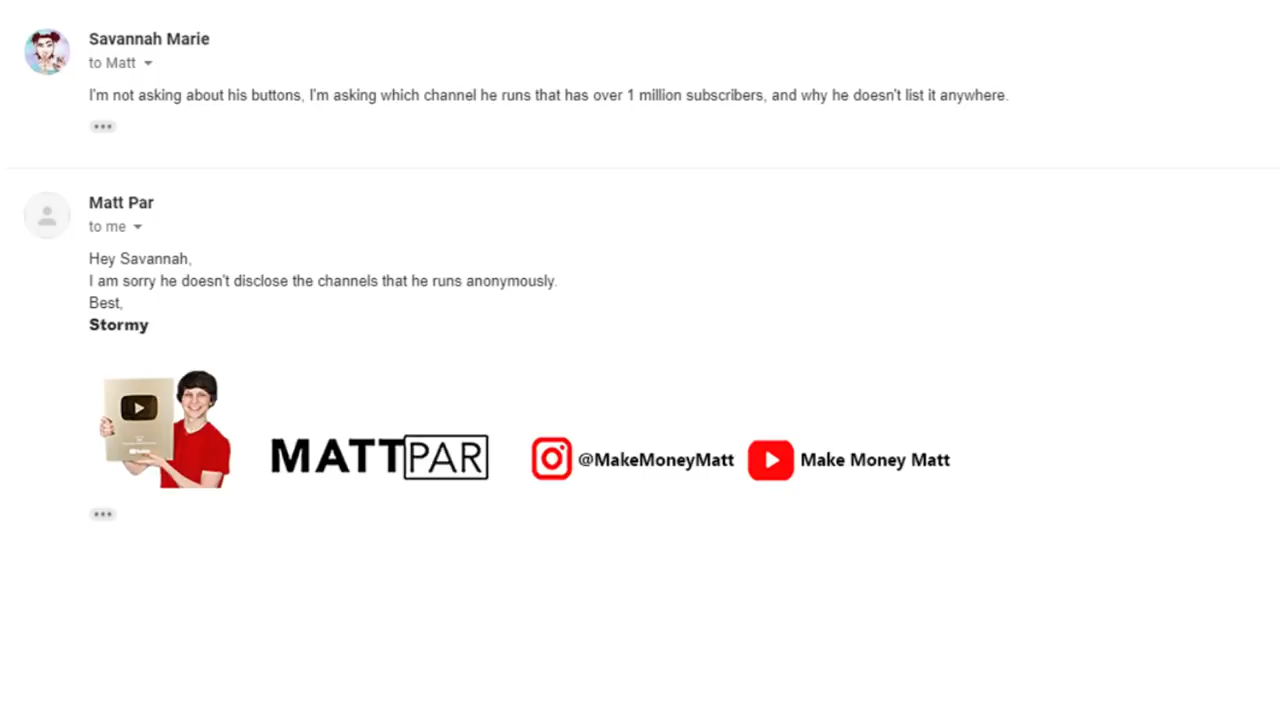 Savannah Marie
to Matt
I'm not asking about his buttons, I'm asking which channel he runs that has over 1 million subscribers, and why he doesn't list it anywhere.
Matt Par
to me
Hey Savannah,
I am sorry he doesn't disclose the channels that he runs anonymously.
Best,
Stormy
MATTPAR @MakeMoneyMatt Make Money Matt